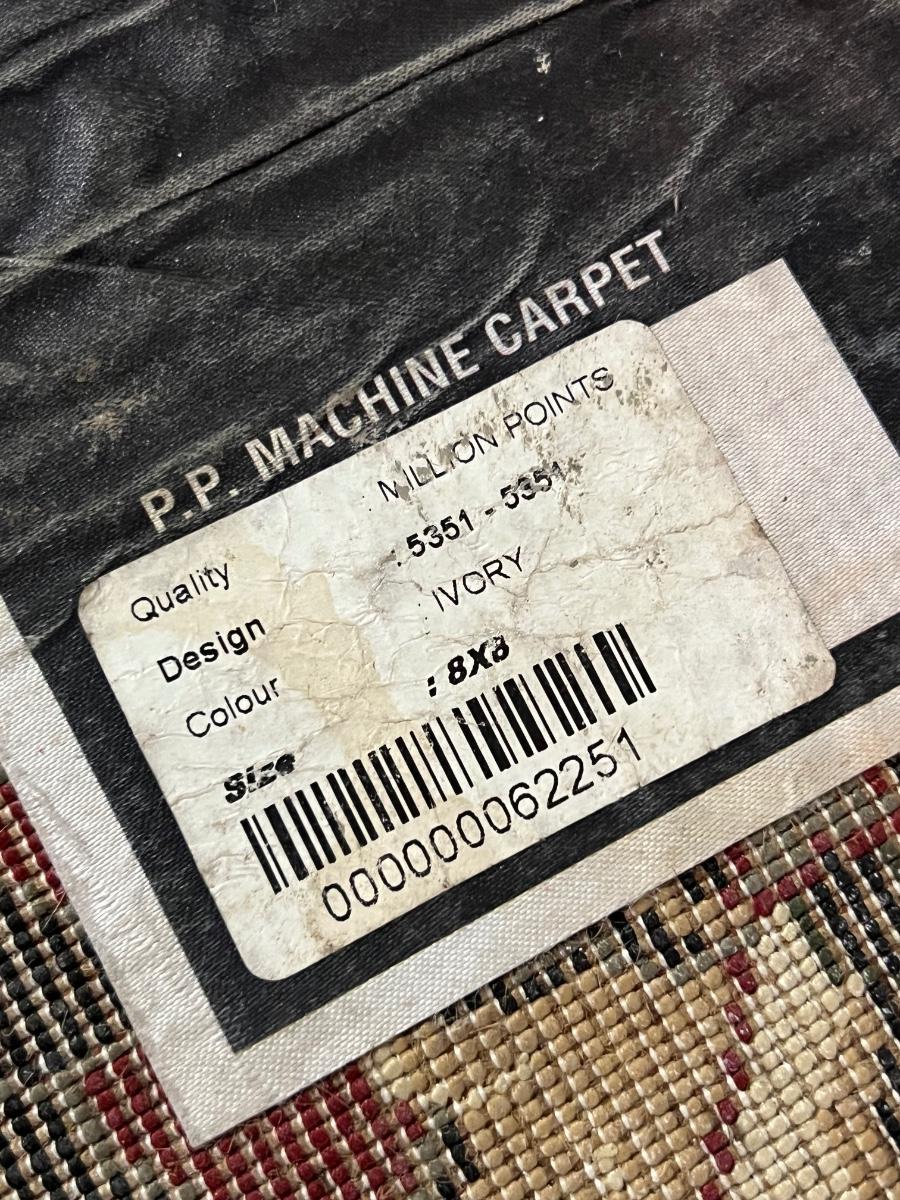 P.P. MACHINE CARPET
Quality MILLION POINTS
Design : 5351 - 5351
Colour IVORY
Size : 8X8
000000062251